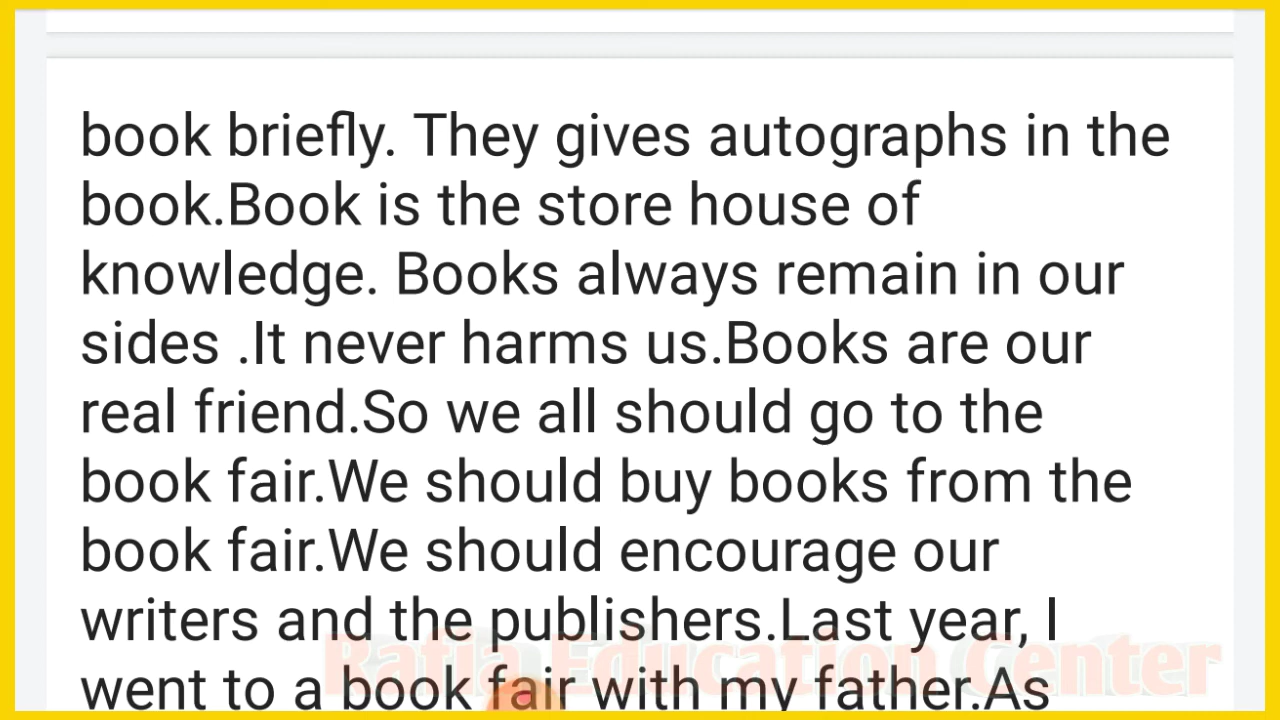 book briefly. They gives autographs in the
book.Book is the store house of
knowledge. Books always remain in our
sides .It never harms us.Books are our
real friend.So we all should go to the
book fair.We should buy books from the
book fair.We should encourage our
writers and the publishers.Last year, I
went to a book fair with my father.As
Rafia Education Center